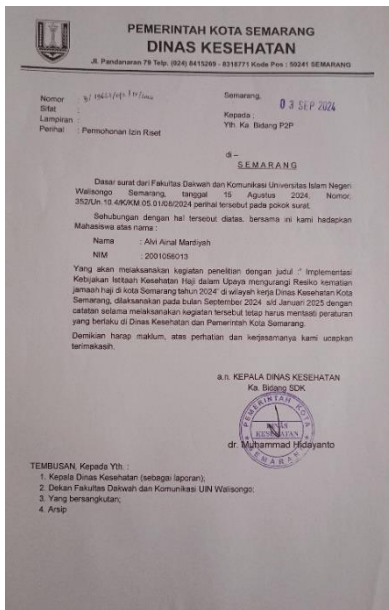 PEMERINTAH KOTA SEMARANG
DINAS KESEHATAN
Jl. Pandanaran 79 Telp. (024) 8415269 - 8318771 Kode Pos : 50241 SEMARANG
Nomor :
Sifat :
Lampiran :
Perihal : Permohonan Izin Riset
Semarang, 03 SEP 2024
Kepada :
Yth. Ka. Bidang P2P
di –
SEMARANG
Dasar surat dari Fakultas Dakwah dan Komunikasi Universitas Islam Negeri
Walisongo Semarang, tanggal 15 Agustus 2024, Nomor,
352/Un.10.4/K/KM.05.01/08/2024 perihal tersebut pada pokok surat.
Sehubungan dengan hal tersebut diatas, bersama ini kami hadapkan
Mahasiswa atas nama :
Nama : Alvi Ainal Mardiyah
NIM : 2001056013
Yang akan melaksanakan kegiatan penelitian dengan judul :" Implementasi
Kebijakan Istitaah Kesehatan Haji dalam Upaya mengurangi Resiko kematian
jamaah haji di kota Semarang tahun 2024" di wilayah kerja Dinas Kesehatan Kota
Semarang, dilaksanakan pada bulan September 2024 s/d Januari 2025 dengan
catatan selama melaksanakan kegiatan tersebut tetap harus mentaati peraturan
yang berlaku di Dinas Kesehatan dan Pemerintah Kota Semarang.
Demikian harap maklum, atas perhatian dan kerjasamanya kami ucapkan
terimakasih.
a.n. KEPALA DINAS KESEHATAN
Ka. Bidang SDK
PEMERINTAH KOTA
DINAS
KESEHATAN
SEMARANG
dr. Muhammad Hidayanto
TEMBUSAN, Kepada Yth. :
1. Kepala Dinas Kesehatan (sebagai laporan);
2. Dekan Fakultas Dakwah dan Komunikasi UIN Walisongo;
3. Yang bersangkutan;
4. Arsip